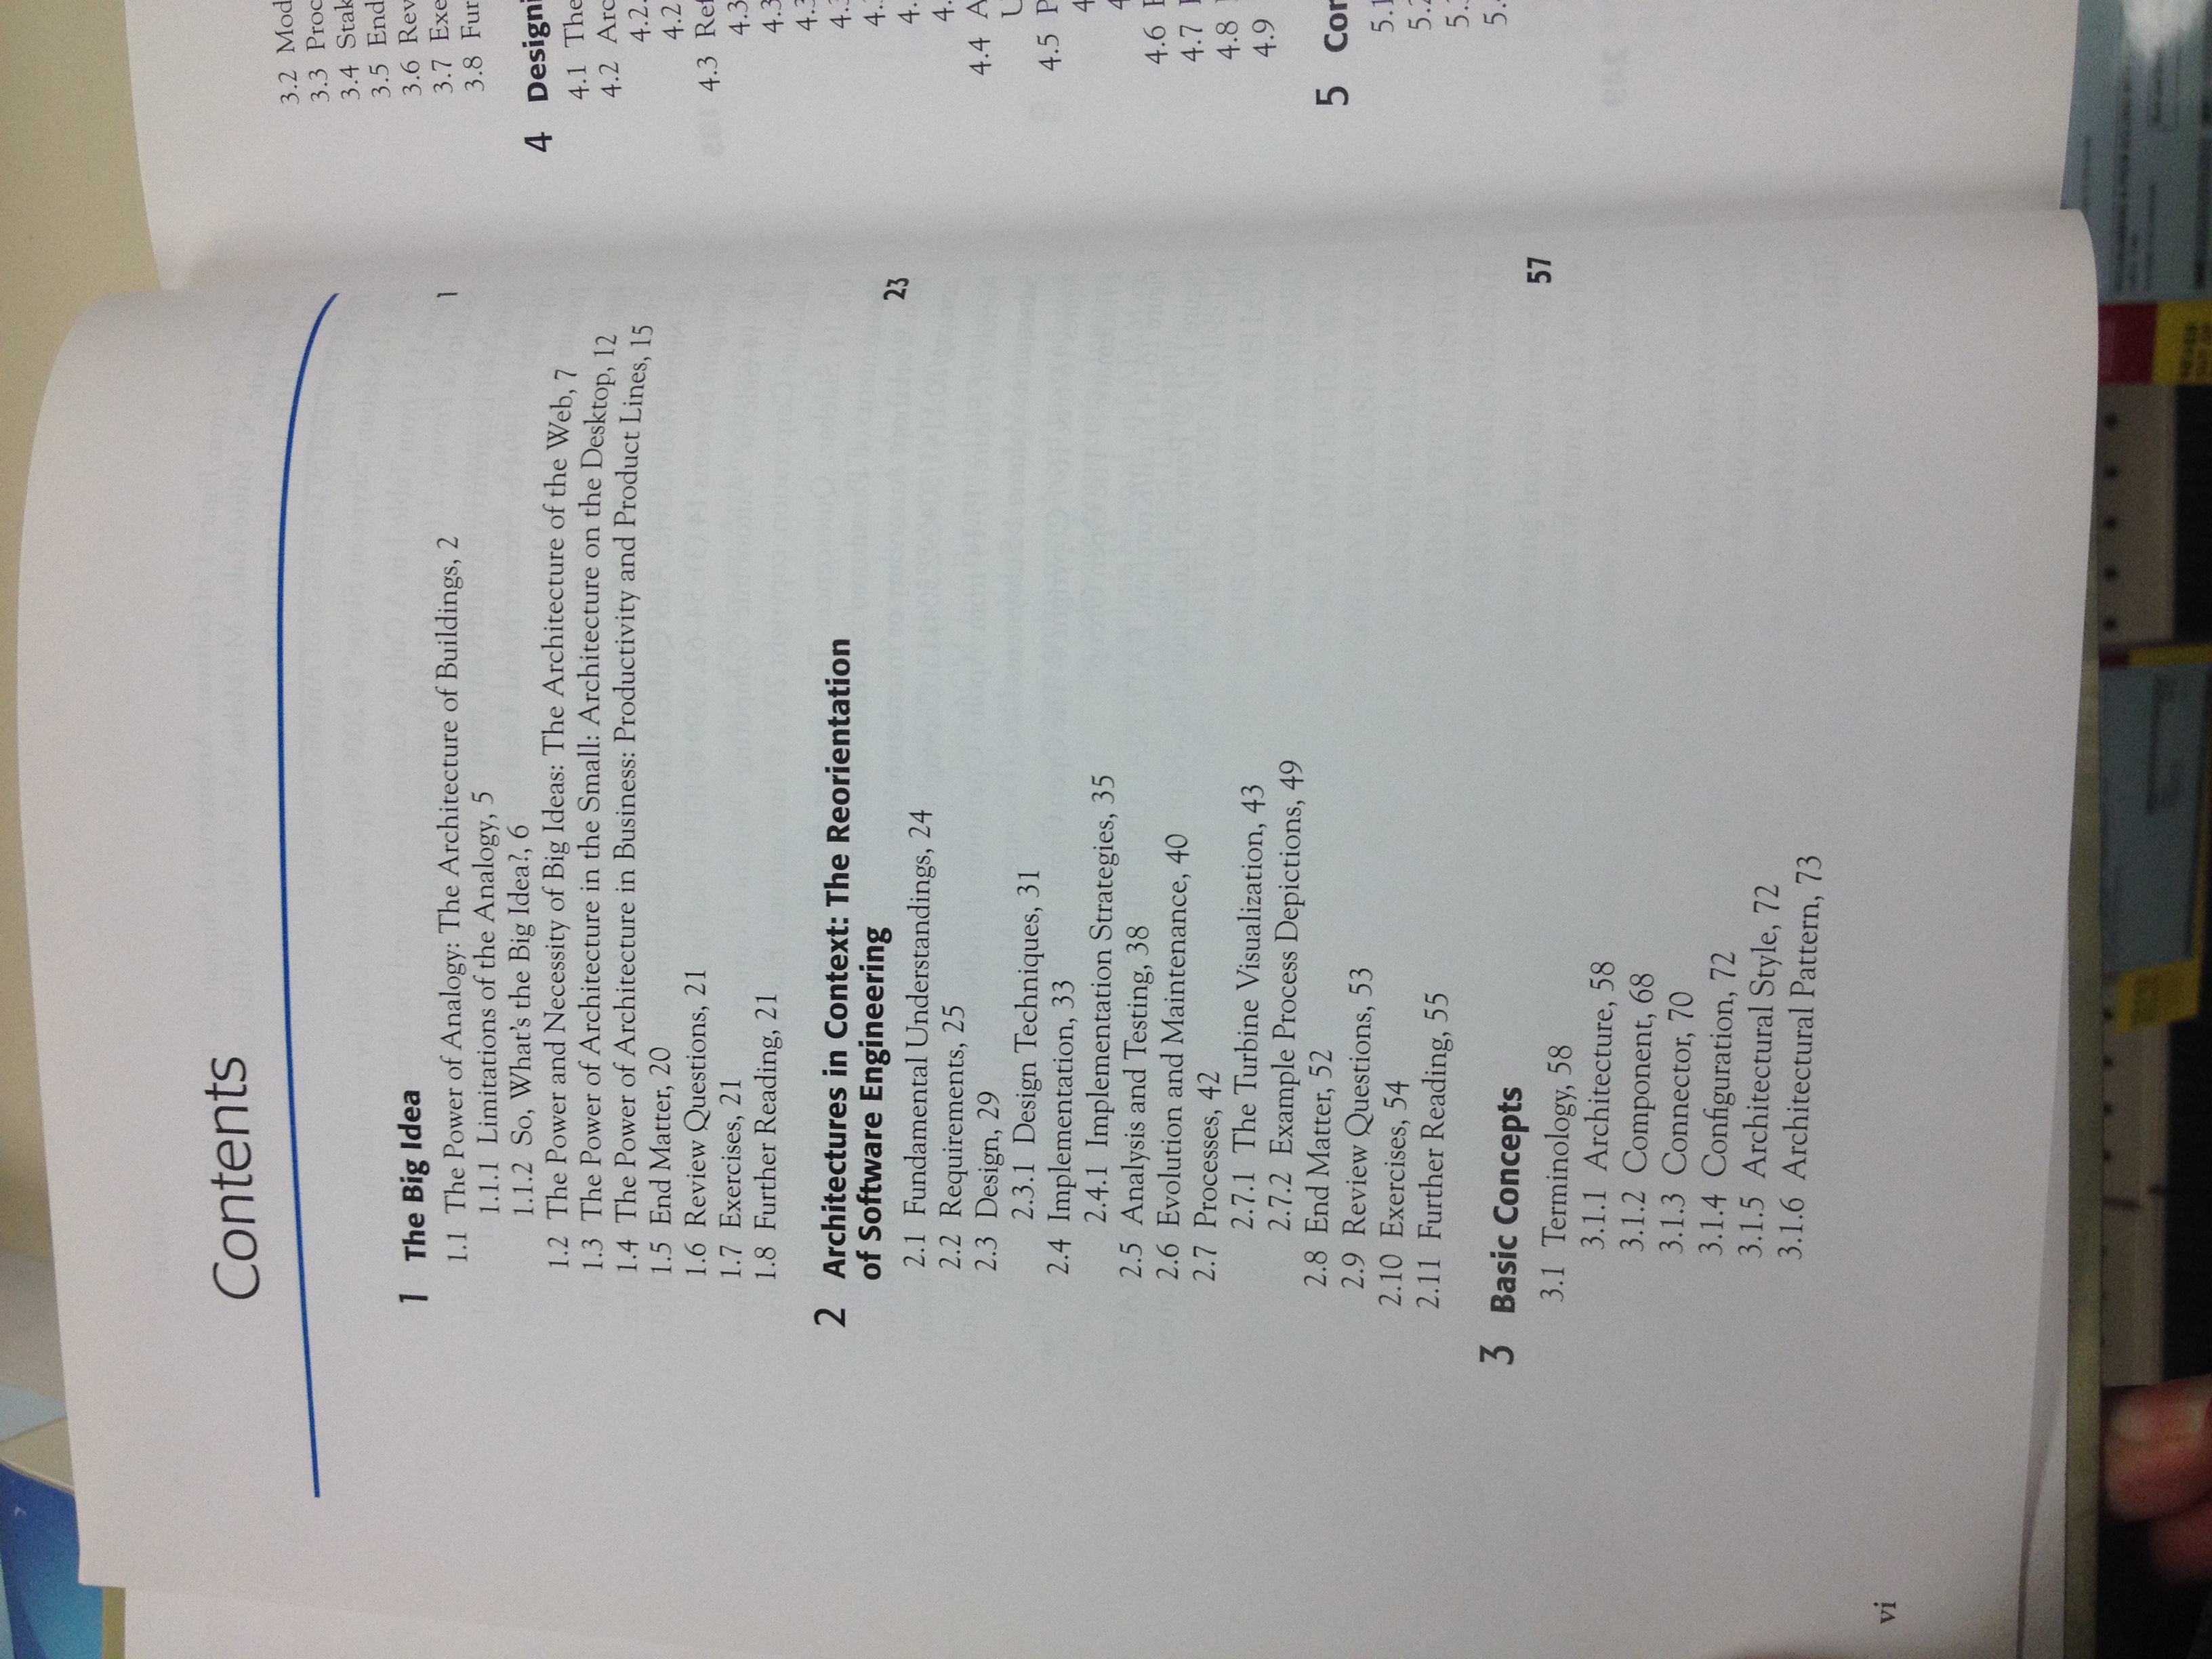 Contents
1 The Big Idea 1
1.1 The Power of Analogy: The Architecture of Buildings, 2
1.1.1 Limitations of the Analogy, 5
1.1.2 So, What's the Big Idea?, 6
1.2 The Power and Necessity of Big Ideas: The Architecture of the Web, 7
1.3 The Power of Architecture in the Small: Architecture on the Desktop, 12
1.4 The Power of Architecture in Business: Productivity and Product Lines, 15
1.5 End Matter, 20
1.6 Review Questions, 21
1.7 Exercises, 21
1.8 Further Reading, 21
2 Architectures in Context: The Reorientation
of Software Engineering 23
2.1 Fundamental Understandings, 24
2.2 Requirements, 25
2.3 Design, 29
2.3.1 Design Techniques, 31
2.4 Implementation, 33
2.4.1 Implementation Strategies, 35
2.5 Analysis and Testing, 38
2.6 Evolution and Maintenance, 40
2.7 Processes, 42
2.7.1 The Turbine Visualization, 43
2.7.2 Example Process Depictions, 49
2.8 End Matter, 52
2.9 Review Questions, 53
2.10 Exercises, 54
2.11 Further Reading, 55
3 Basic Concepts 57
3.1 Terminology, 58
3.1.1 Architecture, 58
3.1.2 Component, 68
3.1.3 Connector, 70
3.1.4 Configuration, 72
3.1.5 Architectural Style, 72
3.1.6 Architectural Pattern, 73
vi
3.2 Mod
3.3 Proc
3.4 Stak
3.5 End
3.6 Rev
3.7 Exe
3.8 Fur
4 Designi
4.1 The
4.2 Arc
4.2.
4.2
4.3 Ref
4.3
4.3
4.3
4.3
4.
4.
4.
4.4 A
U
4.5 P
4
4
4.6
4.7
4.8
4.9
5 Con
5.1
5.2
5.3
5.4